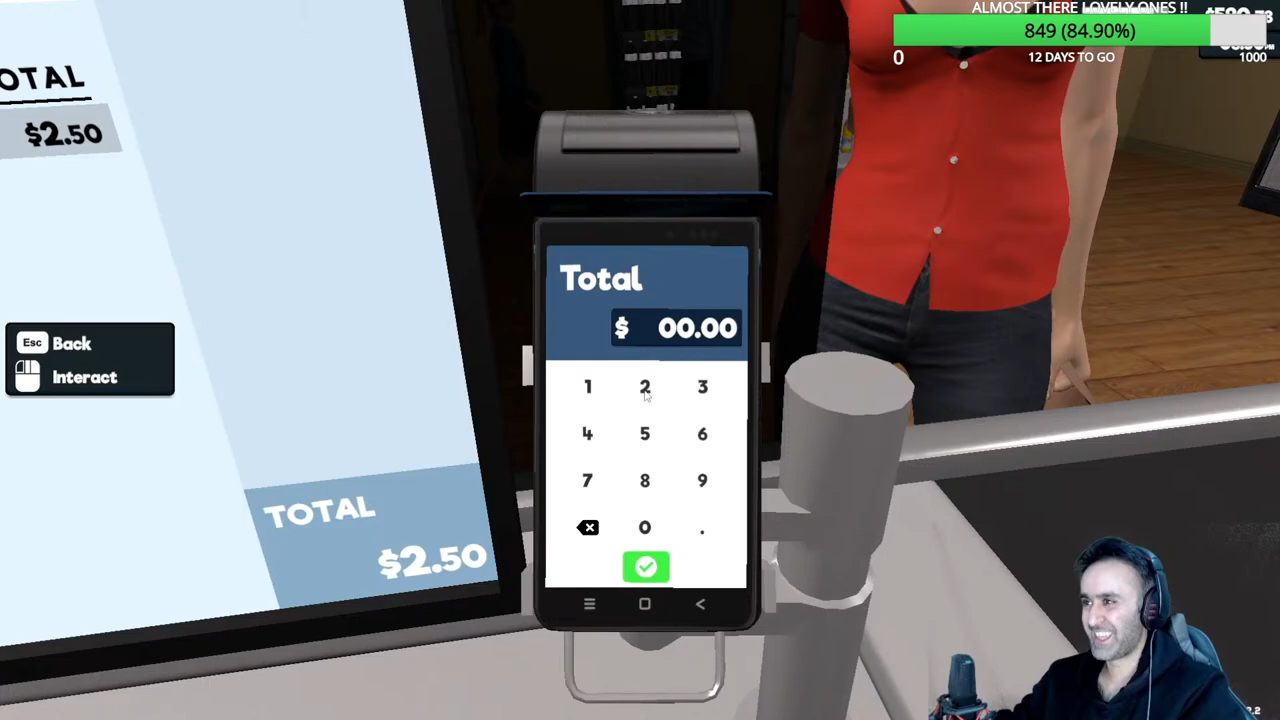 ALMOST THERE LOVELY ONES !!
849 (84.90%)
0
12 DAYS TO GO
1000
OTAL
$2.50
Total
$ 00.00
Esc Back
Interact
1 2 3
4 5 6
7 8 9
0 .
TOTAL
$2.50